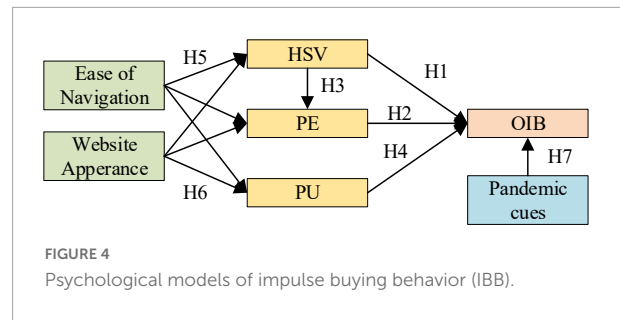 HSV
H5
H1
Ease of
Navigation
H3
PE
H2
OIB
Website
Apperance
H4
H7
H6
PU
Pandemic
cues
FIGURE 4
Psychological models of impulse buying behavior (IBB).